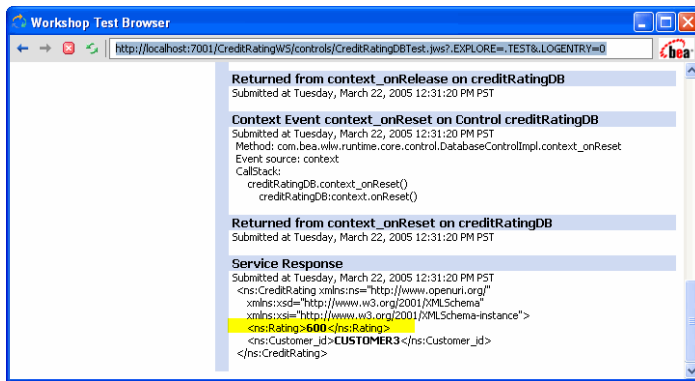 Workshop Test Browser
http://localhost:7001/CreditRatingWS/controls/CreditRatingDBTest.jws?.EXPLORE=.TEST&.LOGENTRY=0
bea
Returned from context_onRelease on creditRatingDB
Submitted at Tuesday, March 22, 2005 12:31:20 PM PST
Context Event context_onReset on Control creditRatingDB
Submitted at Tuesday, March 22, 2005 12:31:20 PM PST
Method: com.bea.wlw.runtime.core.control.DatabaseControlImpl.context_onReset
Event source: context
CallStack:
creditRatingDB.context_onReset()
creditRatingDB:context.onReset()
Returned from context_onReset on creditRatingDB
Submitted at Tuesday, March 22, 2005 12:31:20 PM PST
Service Response
Submitted at Tuesday, March 22, 2005 12:31:20 PM PST
<ns:CreditRating xmlns:ns="http://www.openuri.org/"
xmlns:xsd="http://www.w3.org/2001/XMLSchema"
xmlns:xsi="http://www.w3.org/2001/XMLSchema-instance">
<ns:Rating>600</ns:Rating>
<ns:Customer_id>CUSTOMER3</ns:Customer_id>
</ns:CreditRating>